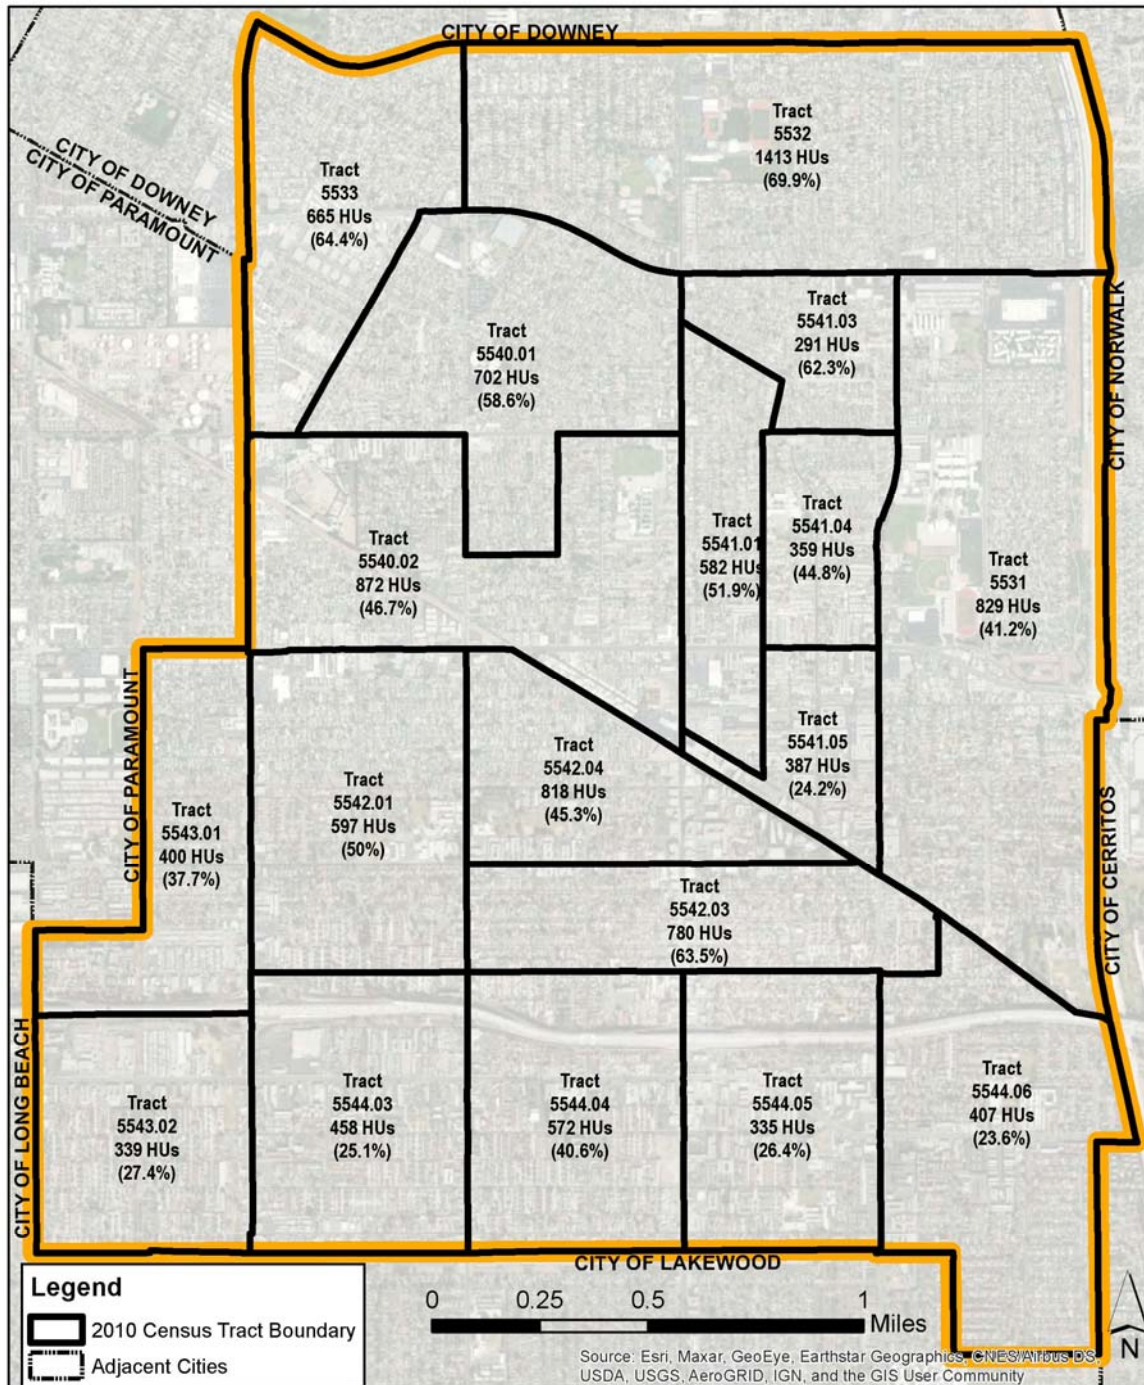 CITY OF DOWNEY
CITY OF DOWNEY
CITY OF PARAMOUNT
Tract
5532
1413 HUs
(69.9%)
Tract
5533
665 HUs
(64.4%)
Tract
5541.03
291 HUs
(62.3%)
CITY OF NORWALK
Tract
5540.01
702 HUs
(58.6%)
Tract
5540.02
872 HUs
(46.7%)
Tract
5541.01
582 HUs
(51.9%)
Tract
5541.04
359 HUs
(44.8%)
Tract
5531
829 HUs
(41.2%)
CITY OF PARAMOUNT
Tract
5543.01
400 HUs
(37.7%)
Tract
5542.01
597 HUs
(50%)
Tract
5542.04
818 HUs
(45.3%)
Tract
5541.05
387 HUs
(24.2%)
CITY OF CERRITOS
Tract
5542.03
780 HUs
(63.5%)
CITY OF LONG BEACH
Tract
5543.02
339 HUs
(27.4%)
Tract
5544.03
458 HUs
(25.1%)
Tract
5544.04
572 HUs
(40.6%)
Tract
5544.05
335 HUs
(26.4%)
Tract
5544.06
407 HUs
(23.6%)
CITY OF LAKEWOOD
Legend
2010 Census Tract Boundary
Adjacent Cities
0 0.25 0.5 1
Miles
N
Source: Esri, Maxar, GeoEye, Earthstar Geographics, CNES/Airbus DS,
USDA, USGS, AeroGRID, IGN, and the GIS User Community